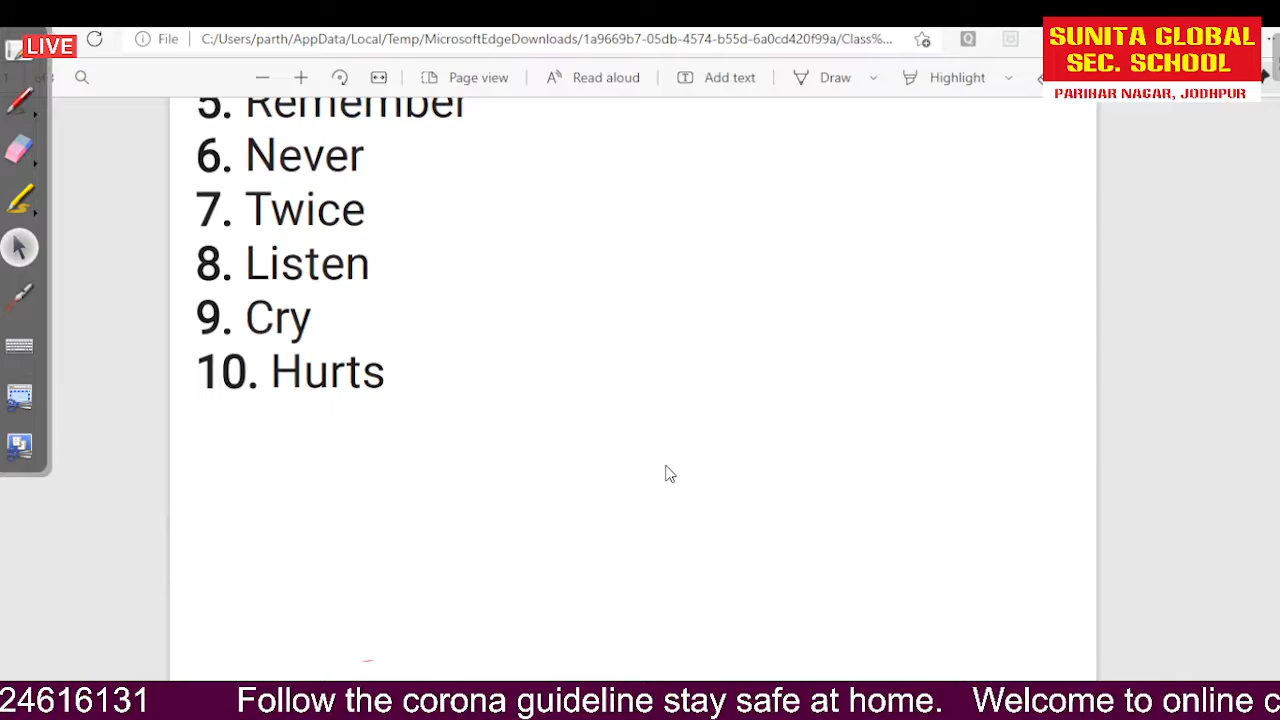 LIVE
File
C:/Users/parth/AppData/Local/Temp/MicrosoftEdgeDownloads/1a9669b7-05db-4574-b55d-6a0cd420f99a/Class%...
SUNITA GLOBAL
SEC. SCHOOL
PARIHAR NAGAR, JODHPUR
Page view
Read aloud
Add text
Draw
Highlight
5. Remember
6. Never
7. Twice
8. Listen
9. Cry
10. Hurts
24616131 Follow the corona guideline stay safe at home. Welcome to online c